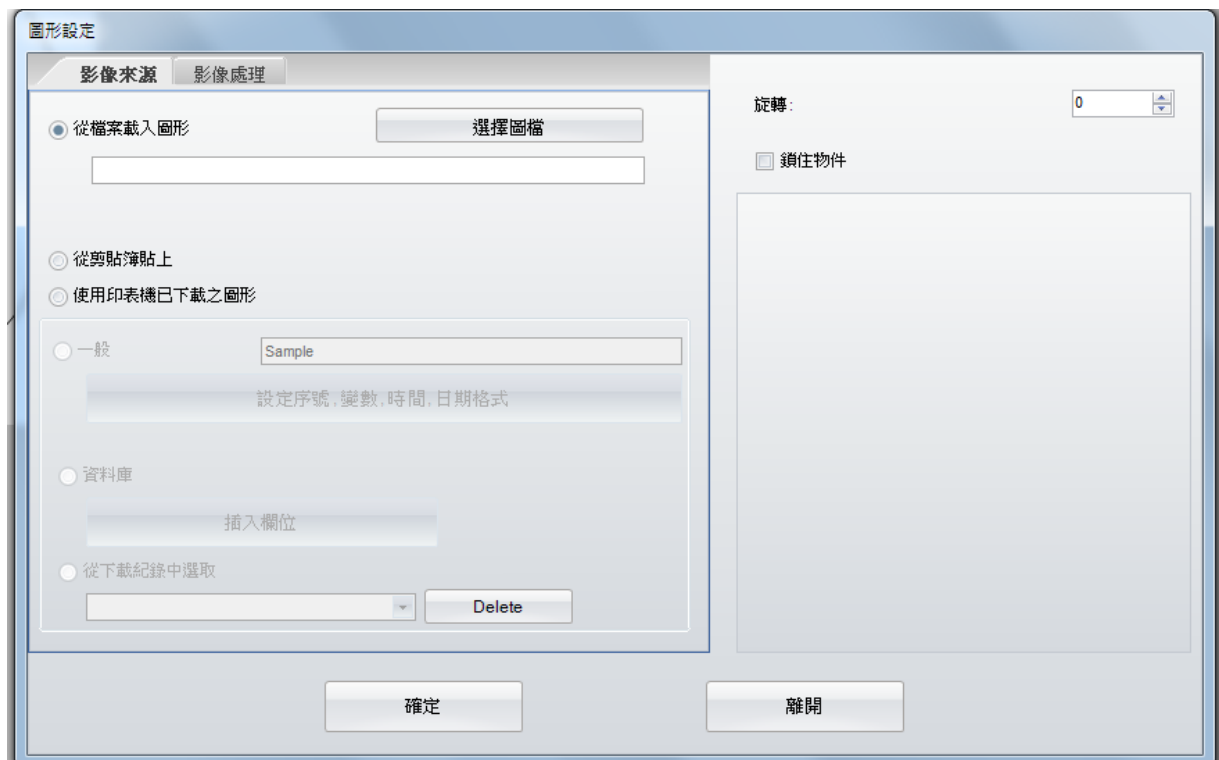 圖形設定
影像來源 影像處理
從檔案載入圖形 選擇圖檔
從剪貼簿貼上
使用印表機已下載之圖形
一般 Sample
設定序號,變數,時間,日期格式
資料庫
插入欄位
從下載紀錄中選取
Delete
旋轉: 0
鎖住物件
確定 離開